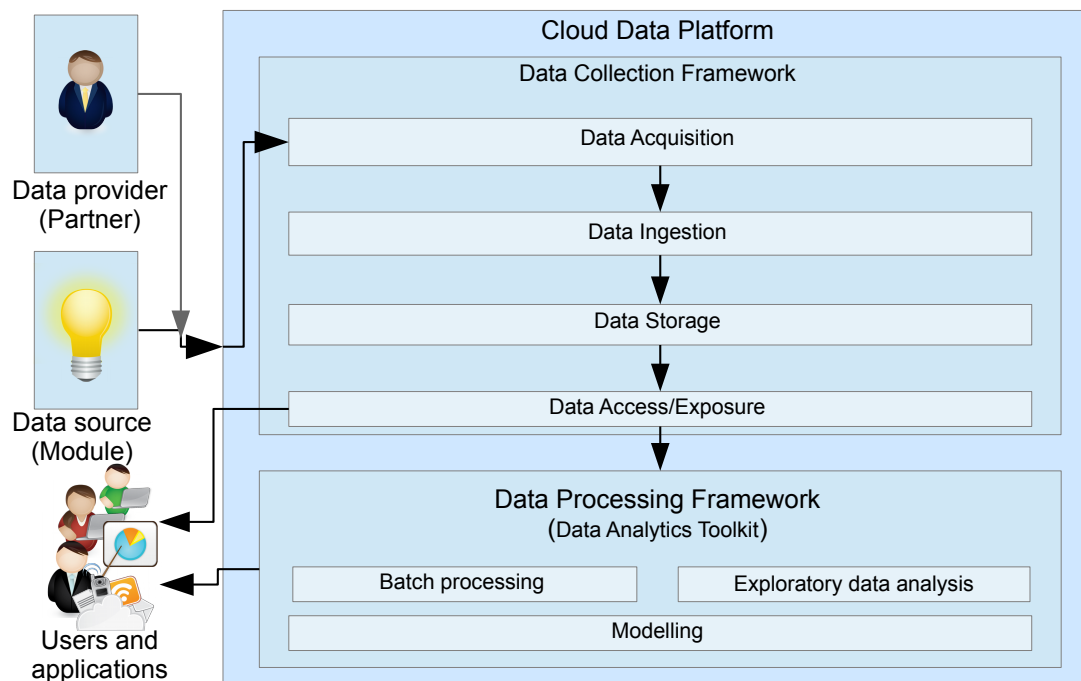 Cloud Data Platform
Data Collection Framework
Data Acquisition
Data Ingestion
Data Storage
Data Access/Exposure
Data provider
(Partner)
Data source
(Module)
Users and
applications
Data Processing Framework
(Data Analytics Toolkit)
Batch processing
Exploratory data analysis
Modelling